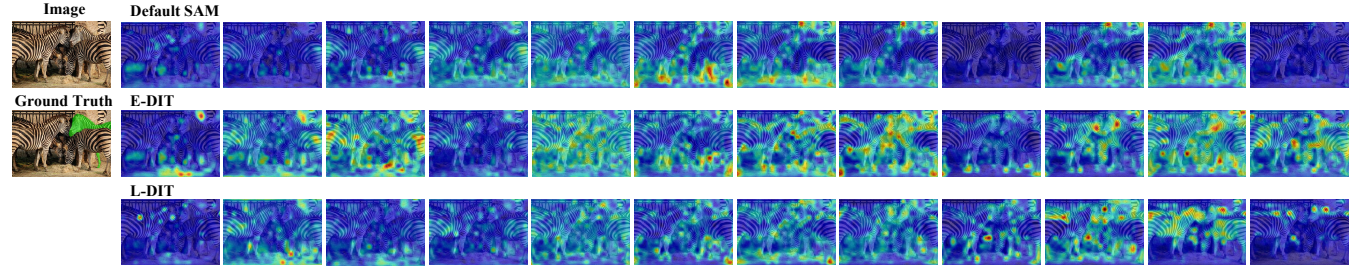 Image
Default SAM
Ground Truth
E-DIT
L-DIT